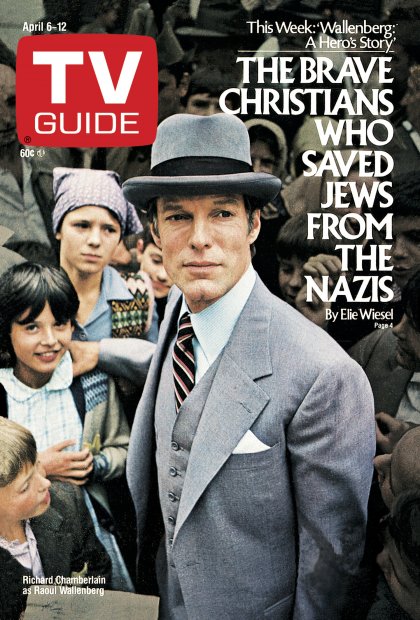 April 6–12
TV
GUIDE
®
60¢
This Week: 'Wallenberg:
A Hero's Story'
THE BRAVE
CHRISTIANS
WHO
SAVED
JEWS
FROM
THE
NAZIS
By Elie Wiesel
Page 4
Richard Chamberlain
as Raoul Wallenberg